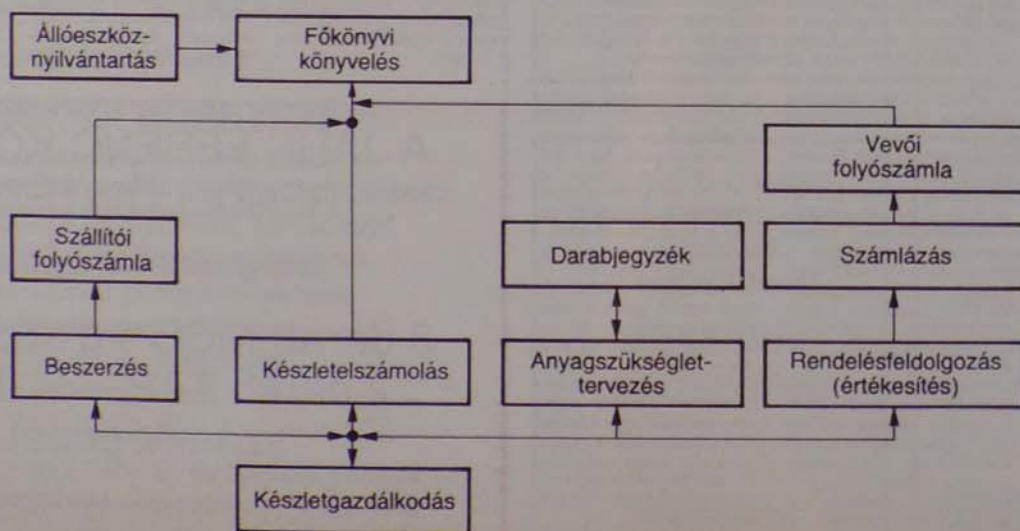 Állóeszköz-
nyilvántartás
Főkönyvi
könyvelés
Vevői
folyószámla
Szállítói
folyószámla
Darabjegyzék
Számlázás
Beszerzés
Készletelszámolás
Anyagszükséglet-
tervezés
Rendelésfeldolgozás
(értékesítés)
Készletgazdálkodás